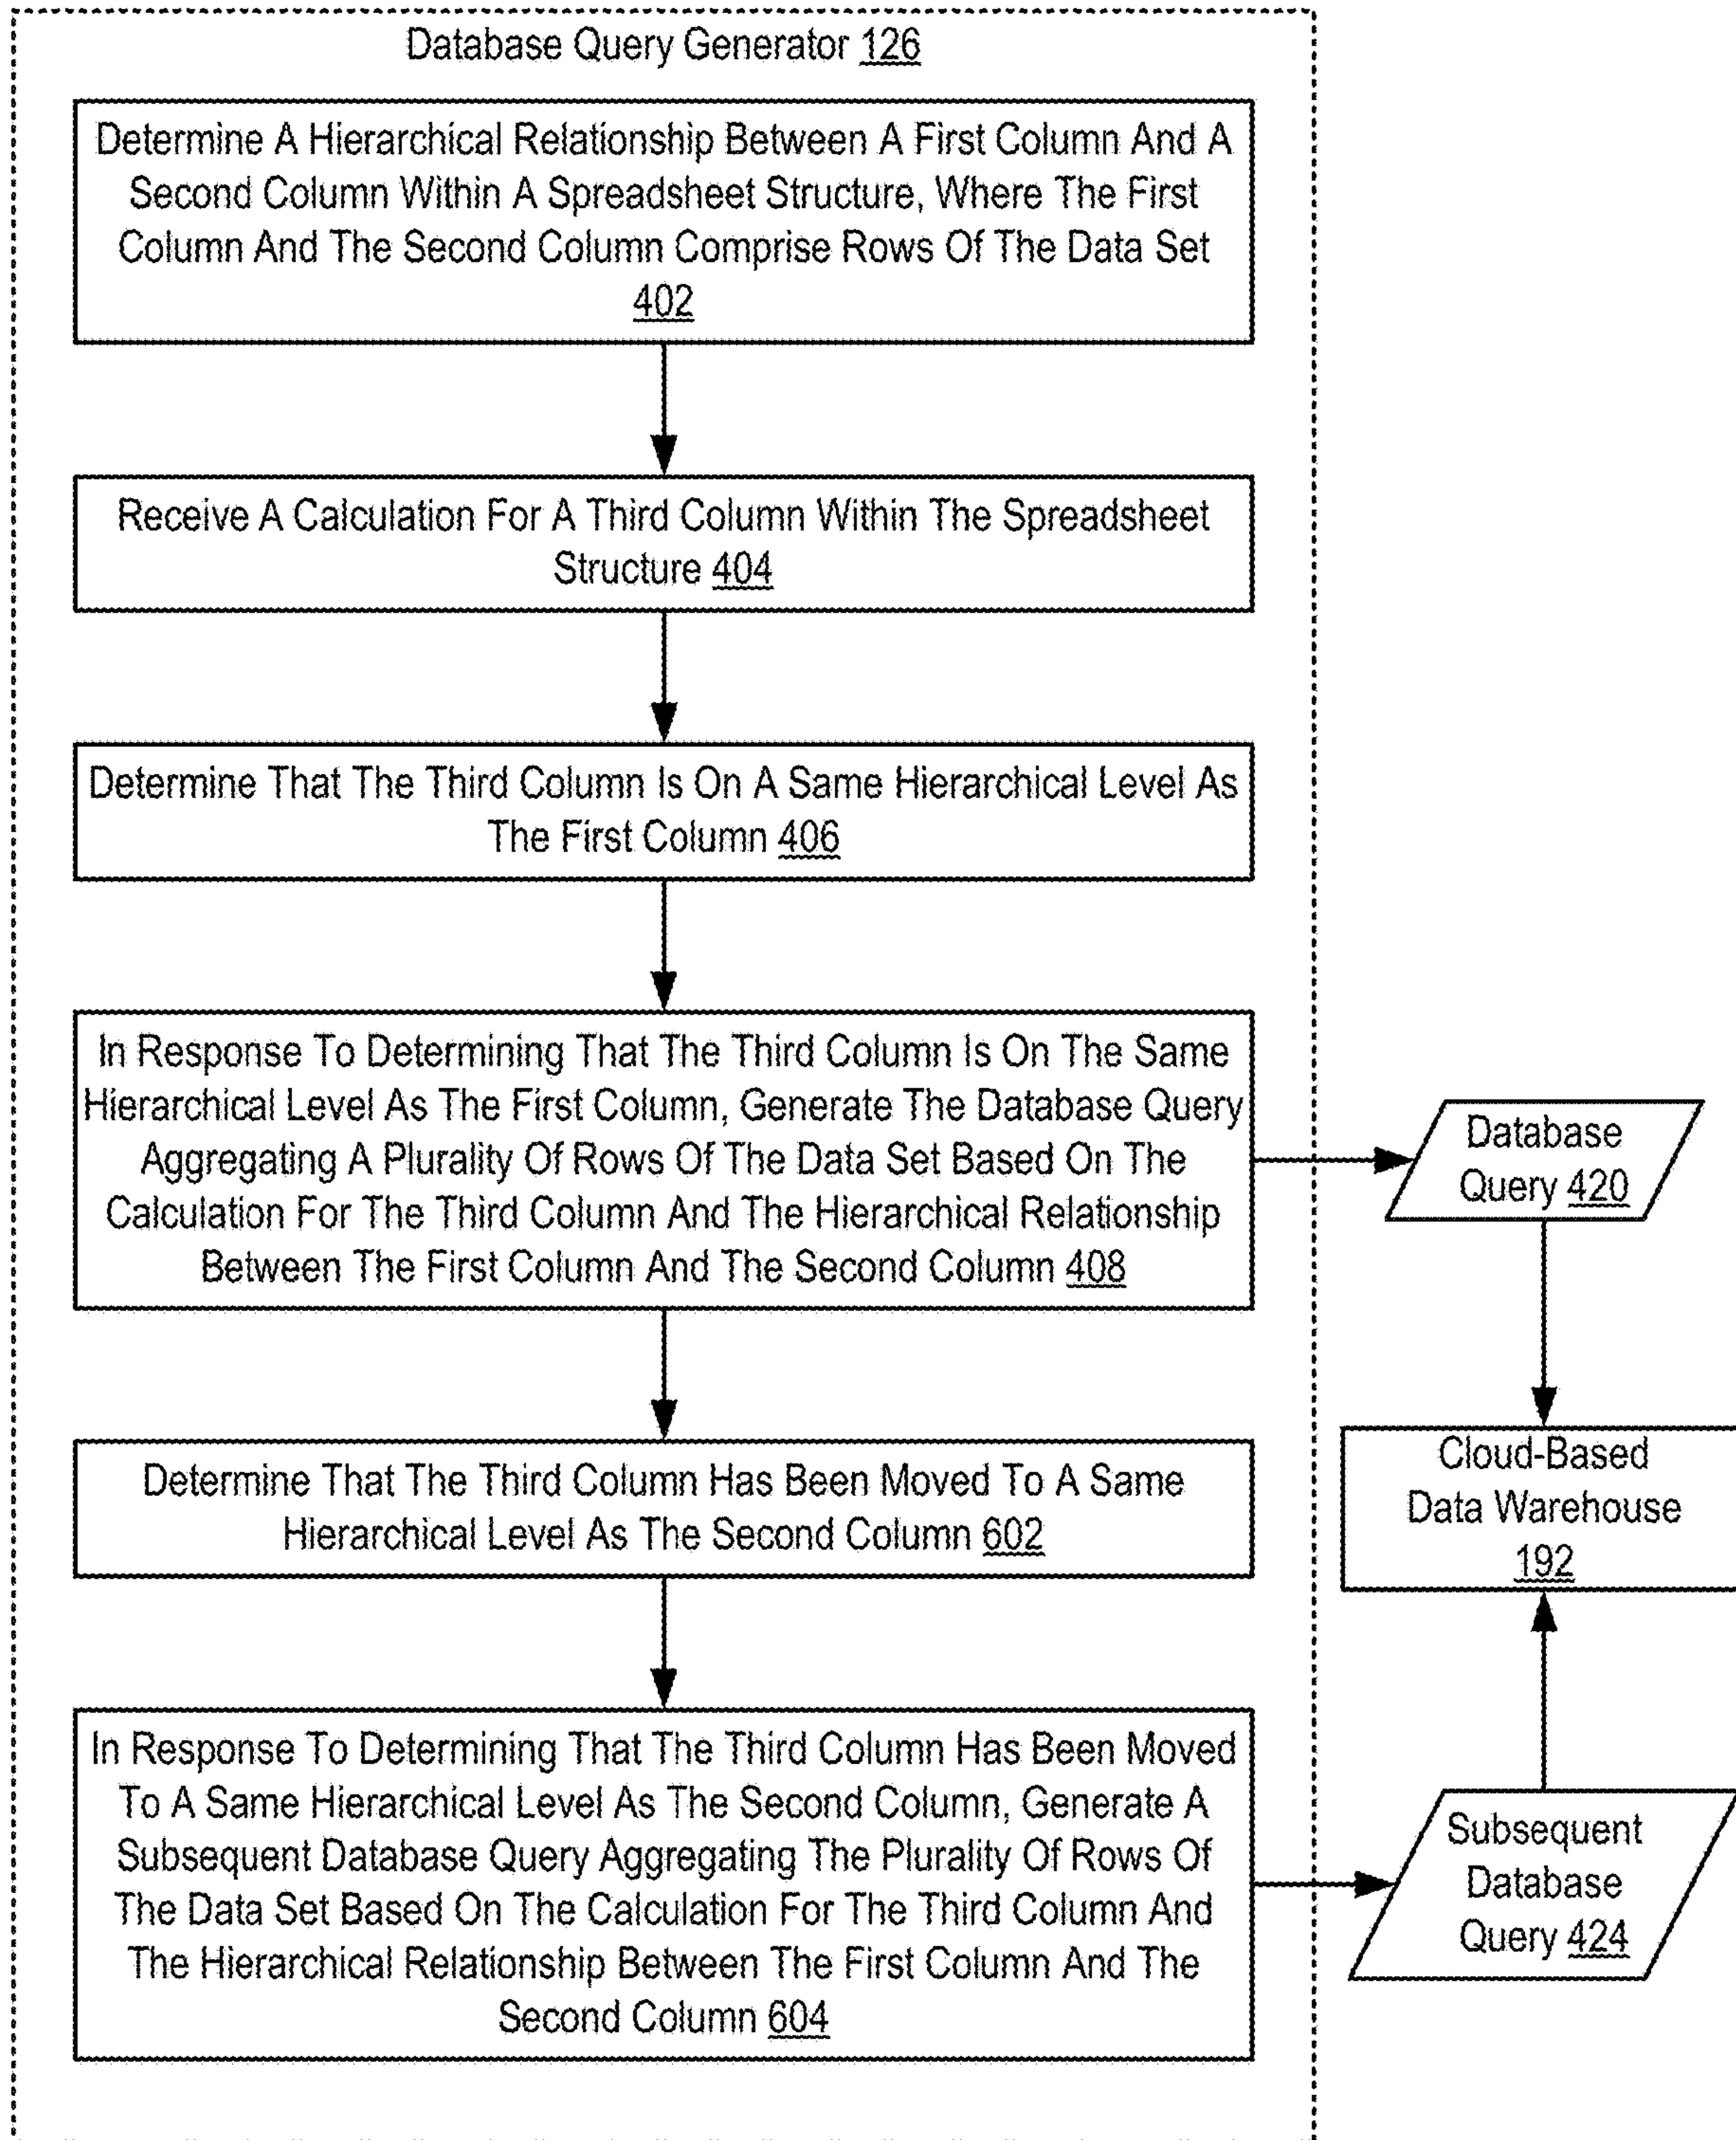 Database Query Generator 126
Determine A Hierarchical Relationship Between A First Column And A
Second Column Within A Spreadsheet Structure, Where The First
Column And The Second Column Comprise Rows Of The Data Set
402
Receive A Calculation For A Third Column Within The Spreadsheet
Structure 404
Determine That The Third Column Is On A Same Hierarchical Level As
The First Column 406
In Response To Determining That The Third Column Is On The Same
Hierarchical Level As The First Column, Generate The Database Query
Aggregating A Plurality Of Rows Of The Data Set Based On The
Calculation For The Third Column And The Hierarchical Relationship
Between The First Column And The Second Column 408
Database
Query 420
Determine That The Third Column Has Been Moved To A Same
Hierarchical Level As The Second Column 602
Cloud-Based
Data Warehouse
192
In Response To Determining That The Third Column Has Been Moved
To A Same Hierarchical Level As The Second Column, Generate A
Subsequent Database Query Aggregating The Plurality Of Rows Of
The Data Set Based On The Calculation For The Third Column And
The Hierarchical Relationship Between The First Column And The
Second Column 604
Subsequent
Database
Query 424